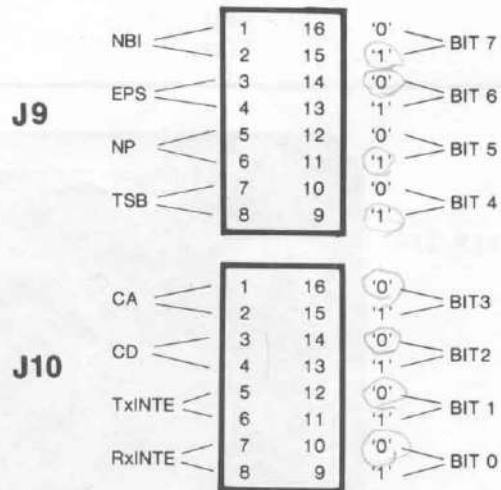 NBI 1 16 '0' BIT 7
2 15 '1'
EPS 3 14 '0' BIT 6
4 13 '1'
J9
NP 5 12 '0' BIT 5
6 11 '1'
TSB 7 10 '0' BIT 4
8 9 '1'
CA 1 16 '0' BIT3
2 15 '1'
CD 3 14 '0' BIT2
4 13 '1'
J10
TxINTE 5 12 '0' BIT 1
6 11 '1'
RxINTE 7 10 '0' BIT 0
8 9 '1'